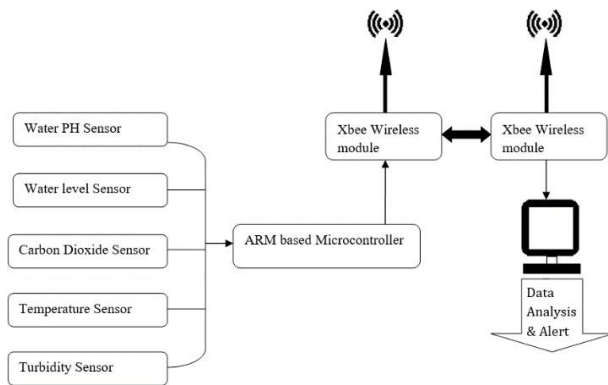 Water PH Sensor
Water level Sensor
Carbon Dioxide Sensor
Temperature Sensor
Turbidity Sensor
ARM based Microcontroller
Xbee Wireless
module
Xbee Wireless
module
Data
Analysis
& Alert